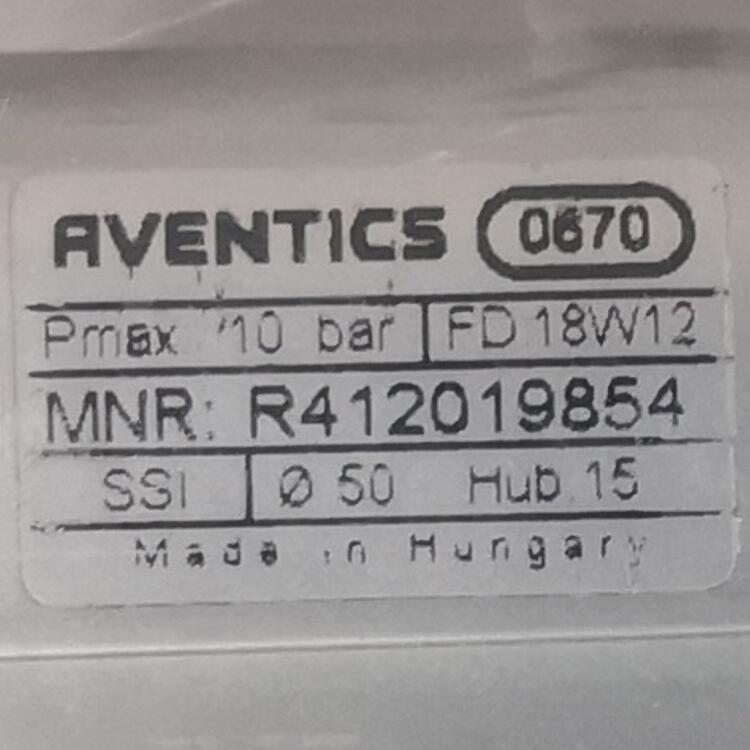 AVENTICS 0670
Pmax 10 bar FD 18W12
MNR: R412019854
SSI Ø 50 Hub 15
Made in Hungary